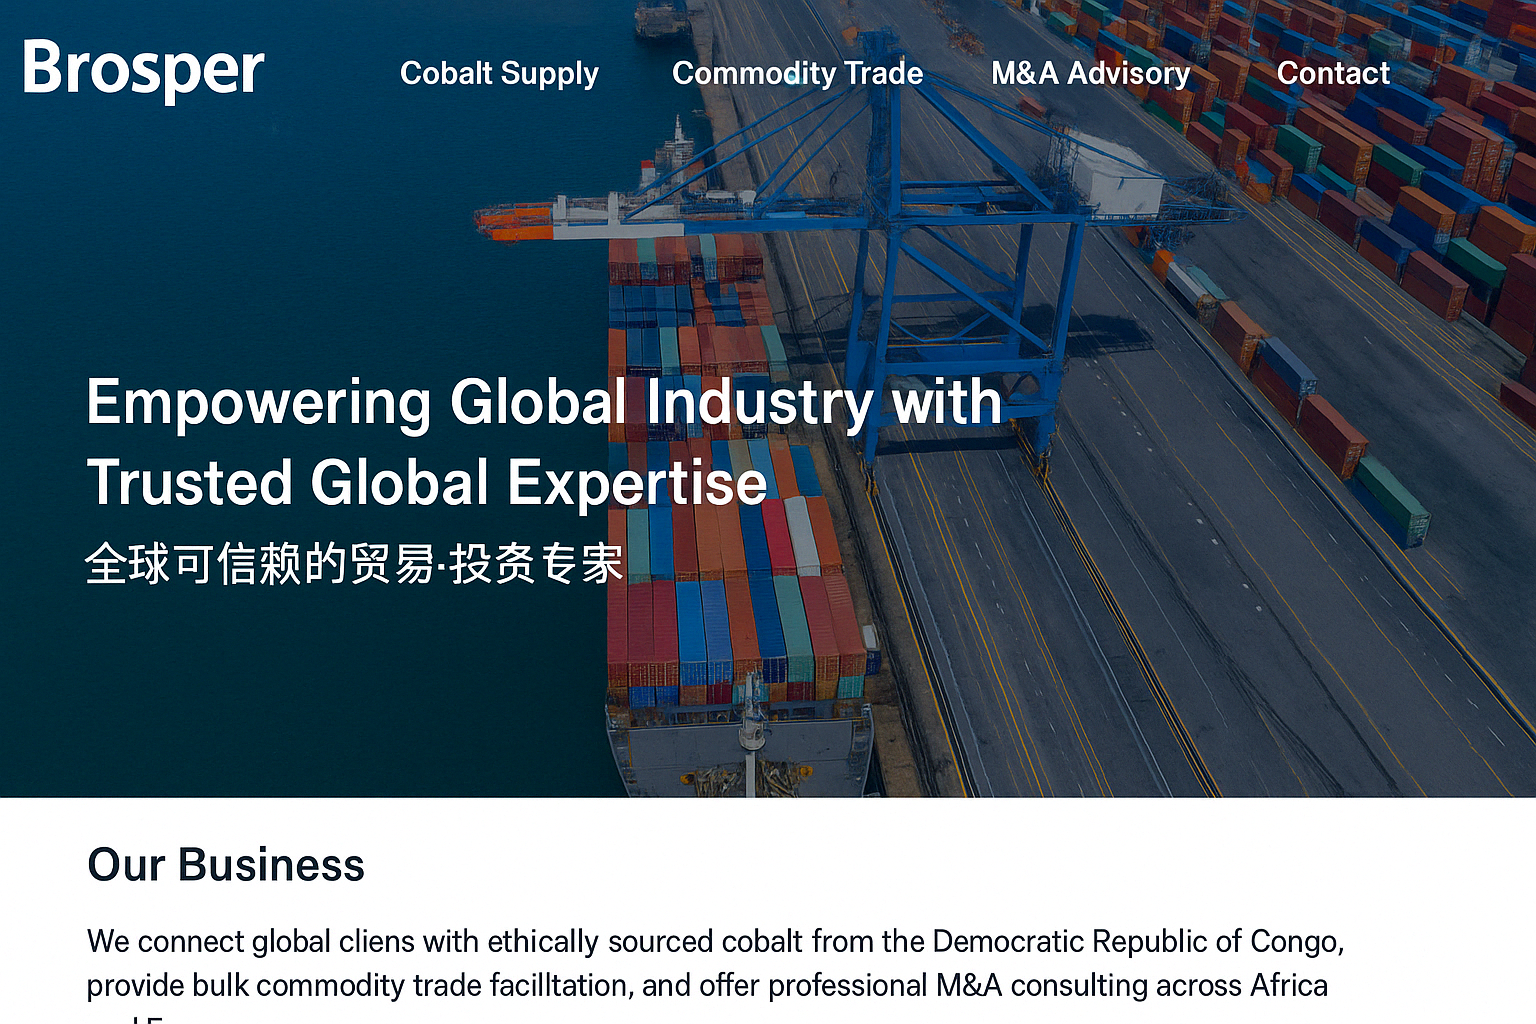 Brosper
Cobalt Supply
Commodity Trade
M&A Advisory
Contact
Empowering Global Industry with
Trusted Global Expertise
全球可信赖的贸易·投资专家
Our Business
We connect global cliens with ethically sourced cobalt from the Democratic Republic of Congo,
provide bulk commodity trade facilltation, and offer professional M&A consulting across Africa